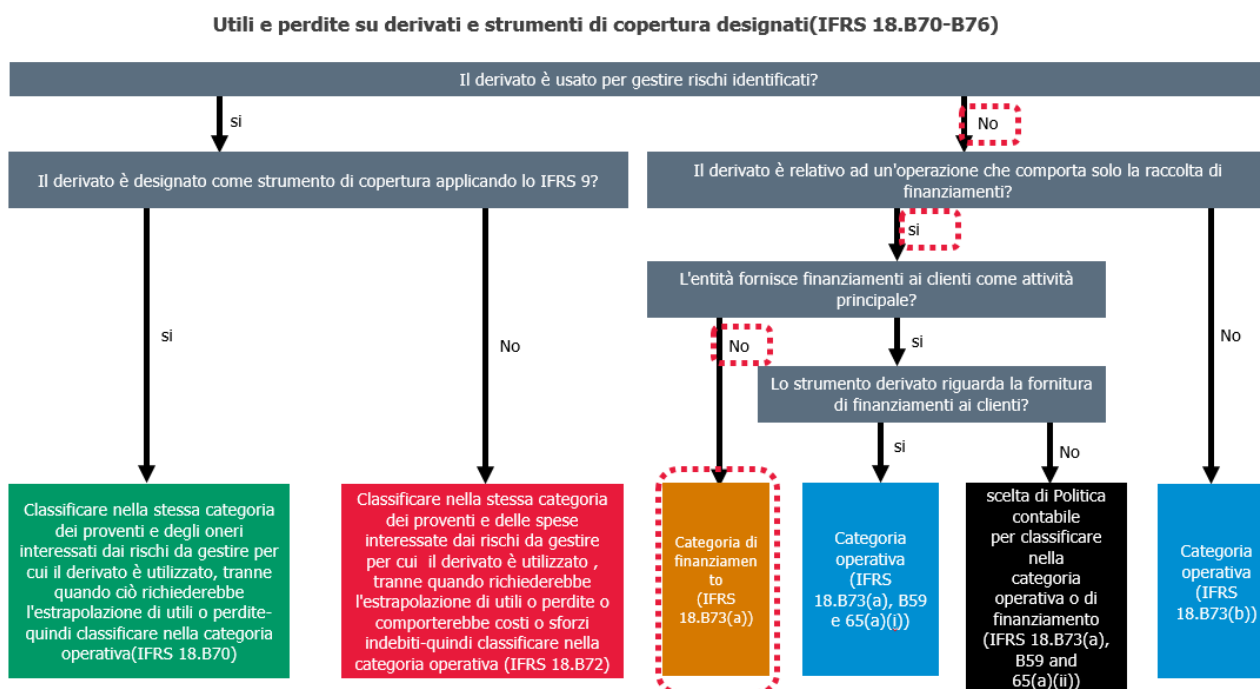 Utili e perdite su derivati e strumenti di copertura designati(IFRS 18.B70-B76)
Il derivato è usato per gestire rischi identificati?
si
No
Il derivato è designato come strumento di copertura applicando lo IFRS 9?
Il derivato è relativo ad un'operazione che comporta solo la raccolta di
finanziamenti?
si
L'entità fornisce finanziamenti ai clienti come attività
principale?
si
No
No
si
No
Lo strumento derivato riguarda la fornitura
di finanziamenti ai clienti?
si
No
Classificare nella stessa categoria
dei proventi e degli oneri
interessati dai rischi da gestire per
cui il derivato è utilizzato, tranne
quando ciò richiederebbe
l'estrapolazione di utili o perdite-
quindi classificare nella categoria
operativa(IFRS 18.B70)
Classificare nella stessa categoria
dei proventi e delle spese
interessate dai rischi da gestire
per cui il derivato è utilizzato ,
tranne quando richiederebbe
l'estrapolazione di utili o perdite o
comporterebbe costi o sforzi
indebiti-quindi classificare nella
categoria operativa (IFRS 18.B72)
Categoria di
finanziamen
to
(IFRS
18.B73(a))
Categoria
operativa
(IFRS
18.B73(a), B59
e 65(a)(i))
scelta di Politica
contabile
per classificare
nella
categoria
operativa o di
finanziamento
(IFRS 18.B73(a),
B59 and
65(a)(ii))
Categoria
operativa
(IFRS
18.B73(b))